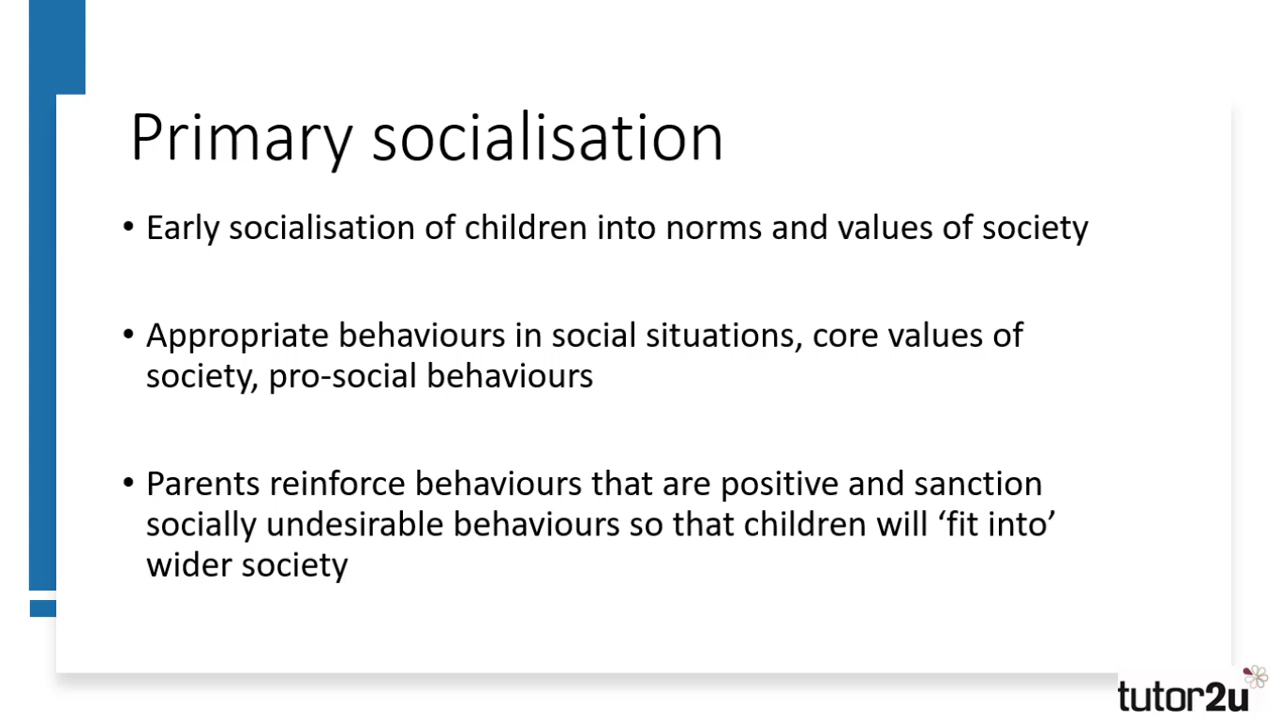 Primary socialisation
• Early socialisation of children into norms and values of society
• Appropriate behaviours in social situations, core values of
society, pro-social behaviours
• Parents reinforce behaviours that are positive and sanction
socially undesirable behaviours so that children will ‘fit into’
wider society
tutor2u